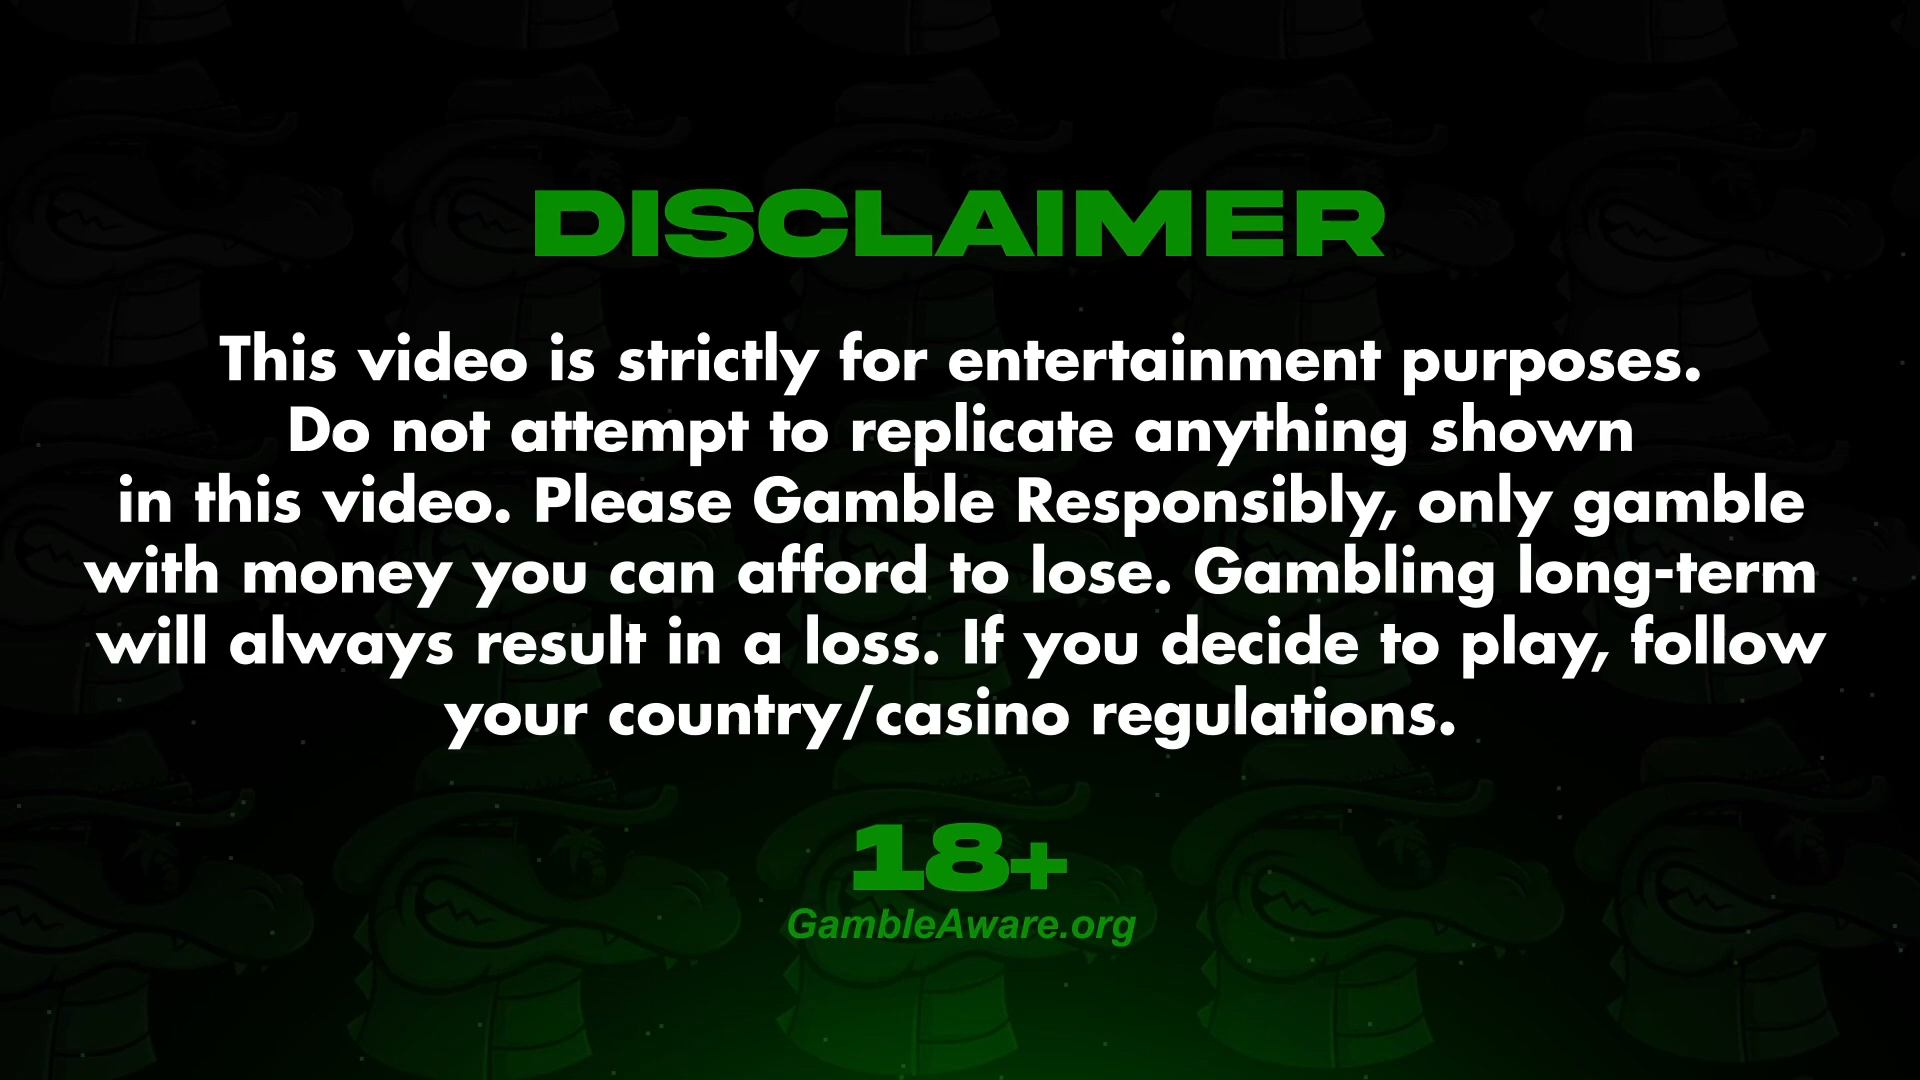 DISCLAIMER
This video is strictly for entertainment purposes.
Do not attempt to replicate anything shown
in this video. Please Gamble Responsibly, only gamble
with money you can afford to lose. Gambling long-term
will always result in a loss. If you decide to play, follow
your country/casino regulations.
18+
GambleAware.org